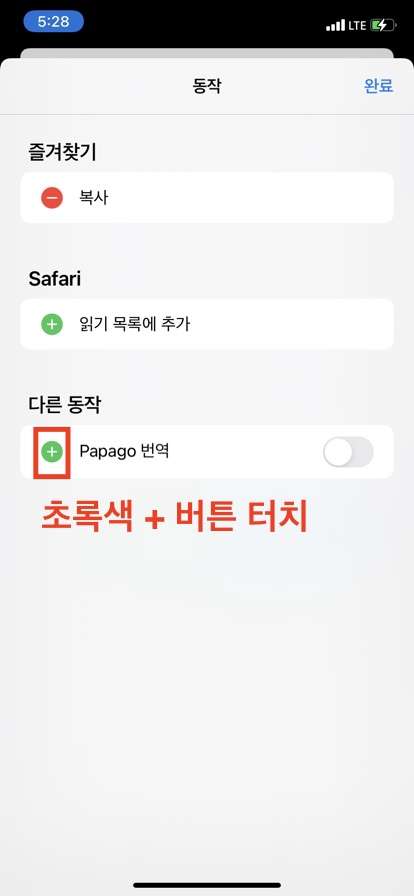 5:28
LTE
동작
완료
즐겨찾기
복사
Safari
읽기 목록에 추가
다른 동작
Papago 번역
초록색 + 버튼 터치